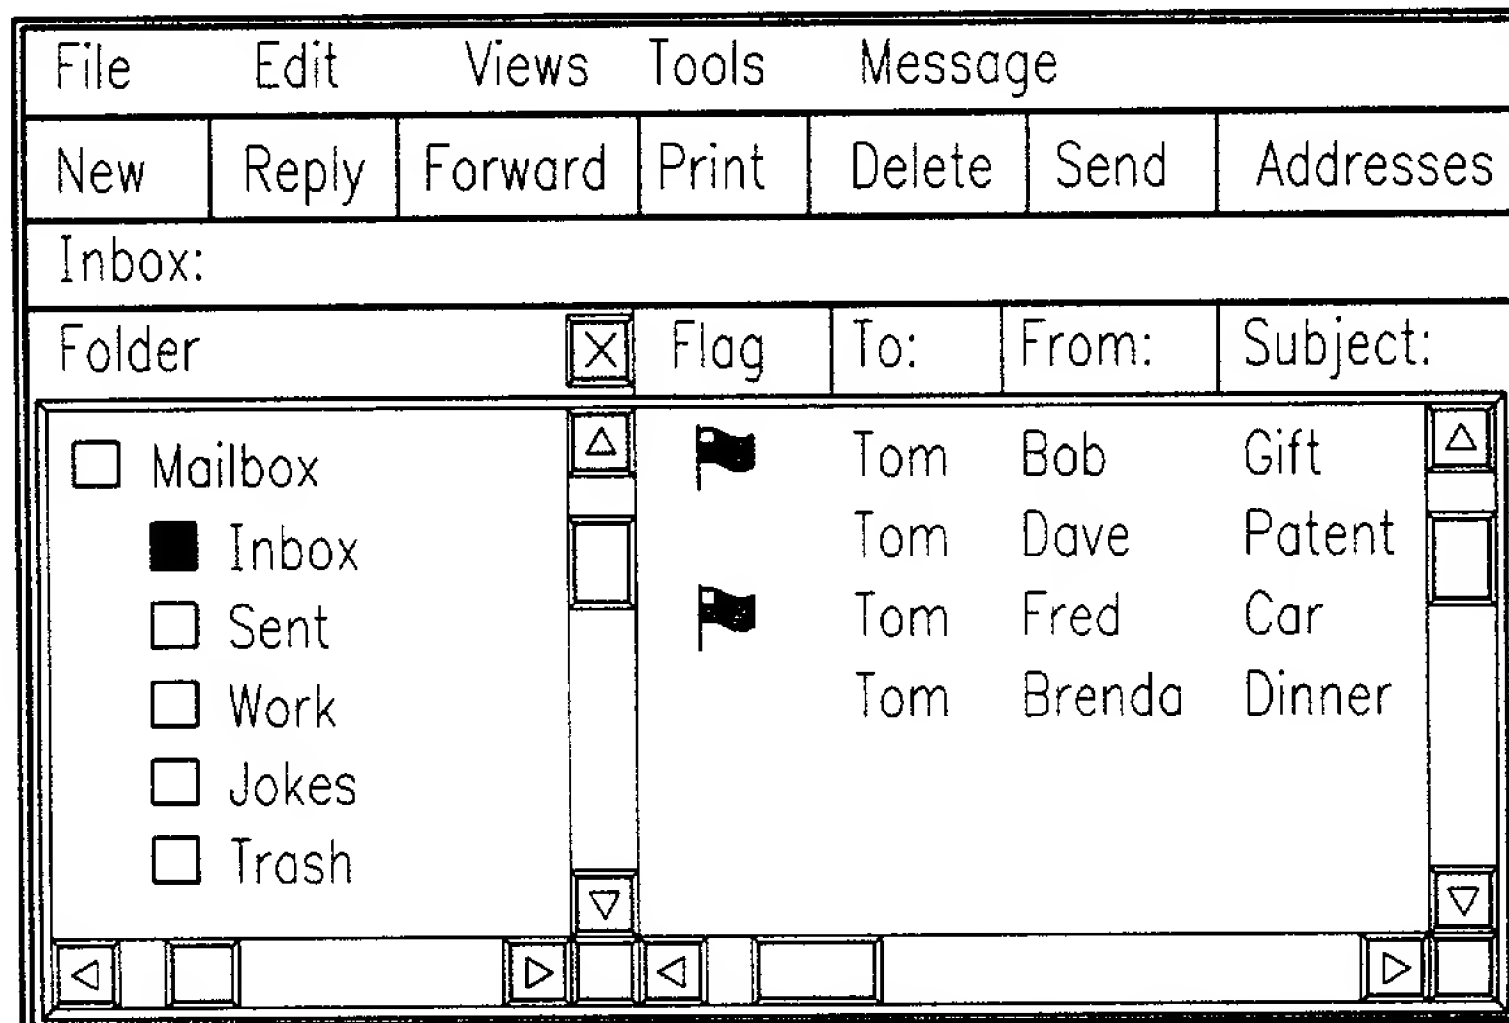 File Edit Views Tools Message
New Reply Forward Print Delete Send Addresses
Inbox:
Folder Flag To: From: Subject:
Mailbox
Inbox
Sent
Work
Jokes
Trash
Tom Bob Gift
Tom Dave Patent
Tom Fred Car
Tom Brenda Dinner